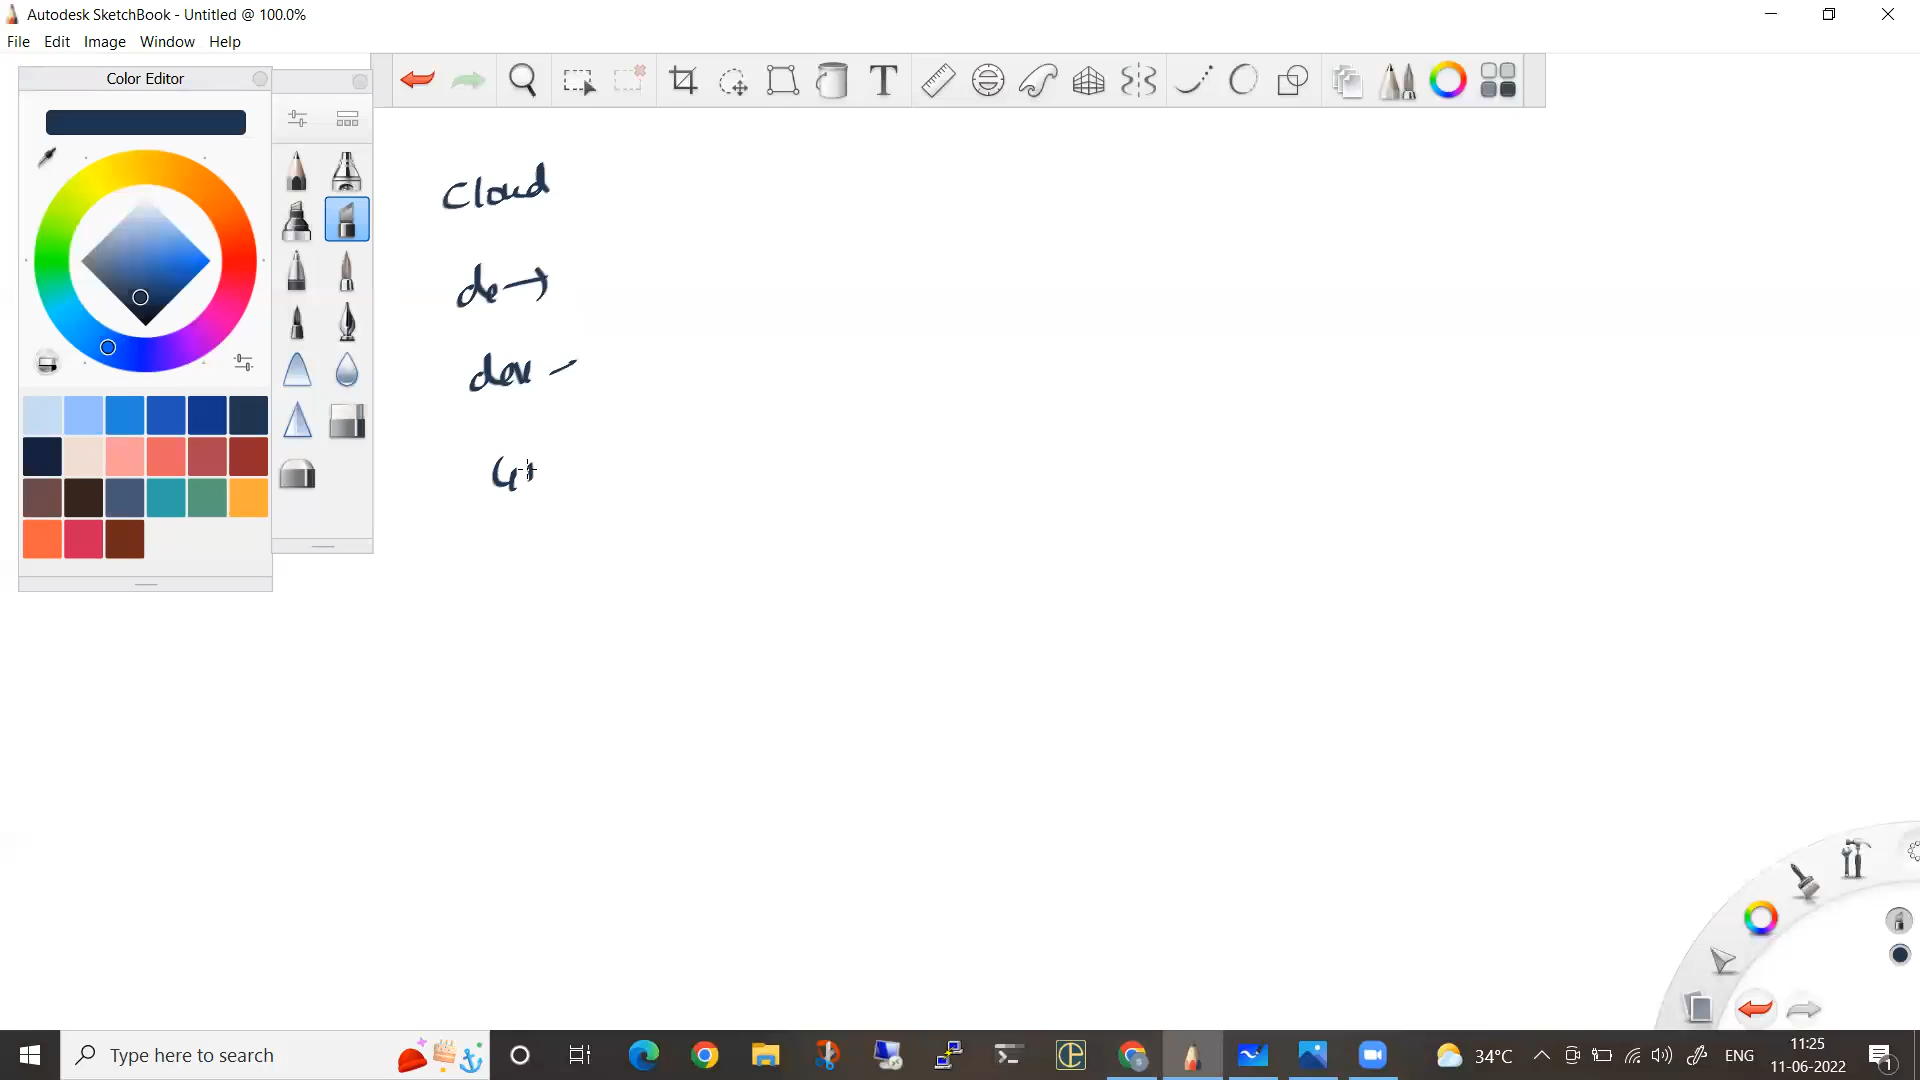 Autodesk SketchBook - Untitled @ 100.0%
File Edit Image Window Help
Color Editor
T
Cloud
de →
dev -
Type here to search
34°C
ENG
11:25
11-06-2022
1